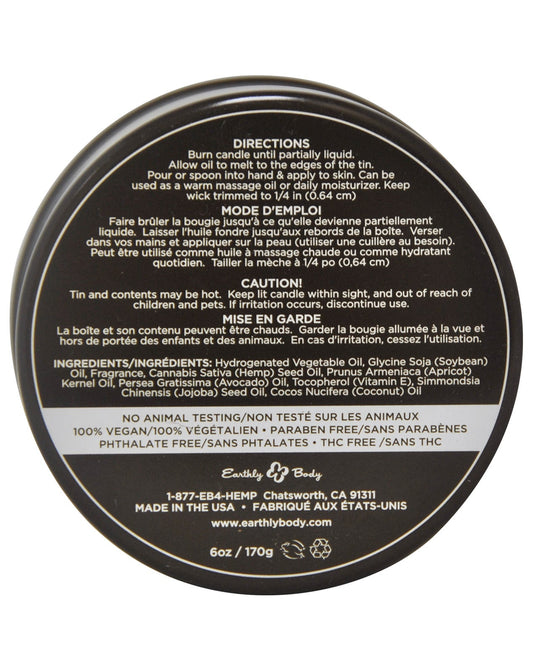 DIRECTIONS
Burn candle until partially liquid.
Allow oil to melt to the edges of the tin.
Pour or spoon into hand & apply to skin. Can be
used as a warm massage oil or daily moisturizer. Keep
wick trimmed to 1/4 in (0.64 cm)
MODE D'EMPLOI
Faire brûler la bougie jusqu'à ce qu'elle devienne partiellement
liquide. Laisser l'huile fondre jusqu'aux rebords de la boîte. Verser
dans vos mains et appliquer sur la peau (utiliser une cuillère au besoin).
Peut être utilisé comme huile à massage chaude ou comme hydratant
quotidien. Tailler la mèche à 1/4 po (0,64 cm)
CAUTION!
Tin and contents may be hot. Keep lit candle within sight, and out of reach of
children and pets. If irritation occurs, discontinue use.
MISE EN GARDE
La boîte et son contenu peuvent être chauds. Garder la bougie allumée à la vue et
hors de portée des enfants et des animaux. En cas d'irritation, cessez l'utilisation.
INGREDIENTS/INGRÉDIENTS: Hydrogenated Vegetable Oil, Glycine Soja (Soybean)
Oil, Fragrance, Cannabis Sativa (Hemp) Seed Oil, Prunus Armeniaca (Apricot)
Kernel Oil, Persea Gratissima (Avocado) Oil, Tocopherol (Vitamin E), Simmondsia
Chinensis (Jojoba) Seed Oil, Cocos Nucifera (Coconut) Oil
NO ANIMAL TESTING/NON TESTÉ SUR LES ANIMAUX
100% VEGAN/100% VÉGÉTALIEN • PARABEN FREE/SANS PARABÈNES
PHTHALATE FREE/SANS PHTALATES • THC FREE /SANS THC
Earthly Body
1-877-EB4-HEMP Chatsworth, CA 91311
MADE IN THE USA • FABRIQUÉ AUX ÉTATS-UNIS
www.earthlybody.com
6oz / 170g